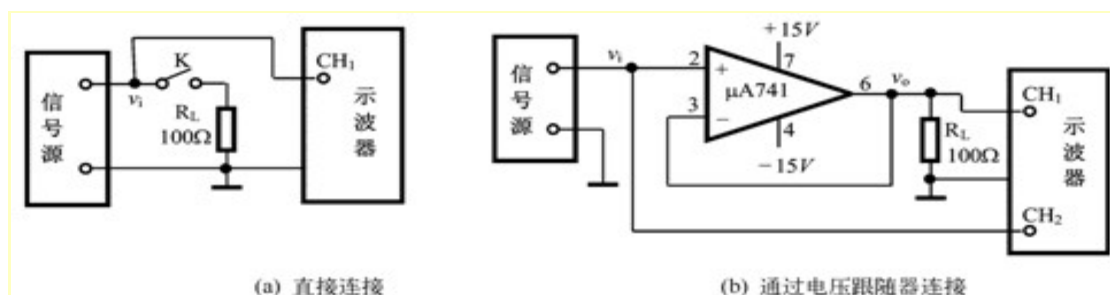 信号源
vi
K
RL
100Ω
CH1
示波器
(a) 直接连接
信号源
vi
2
3
+
−
μA741
+15V
7
4
−15V
6
vo
RL
100Ω
CH1
示波器
CH2
(b) 通过电压跟随器连接